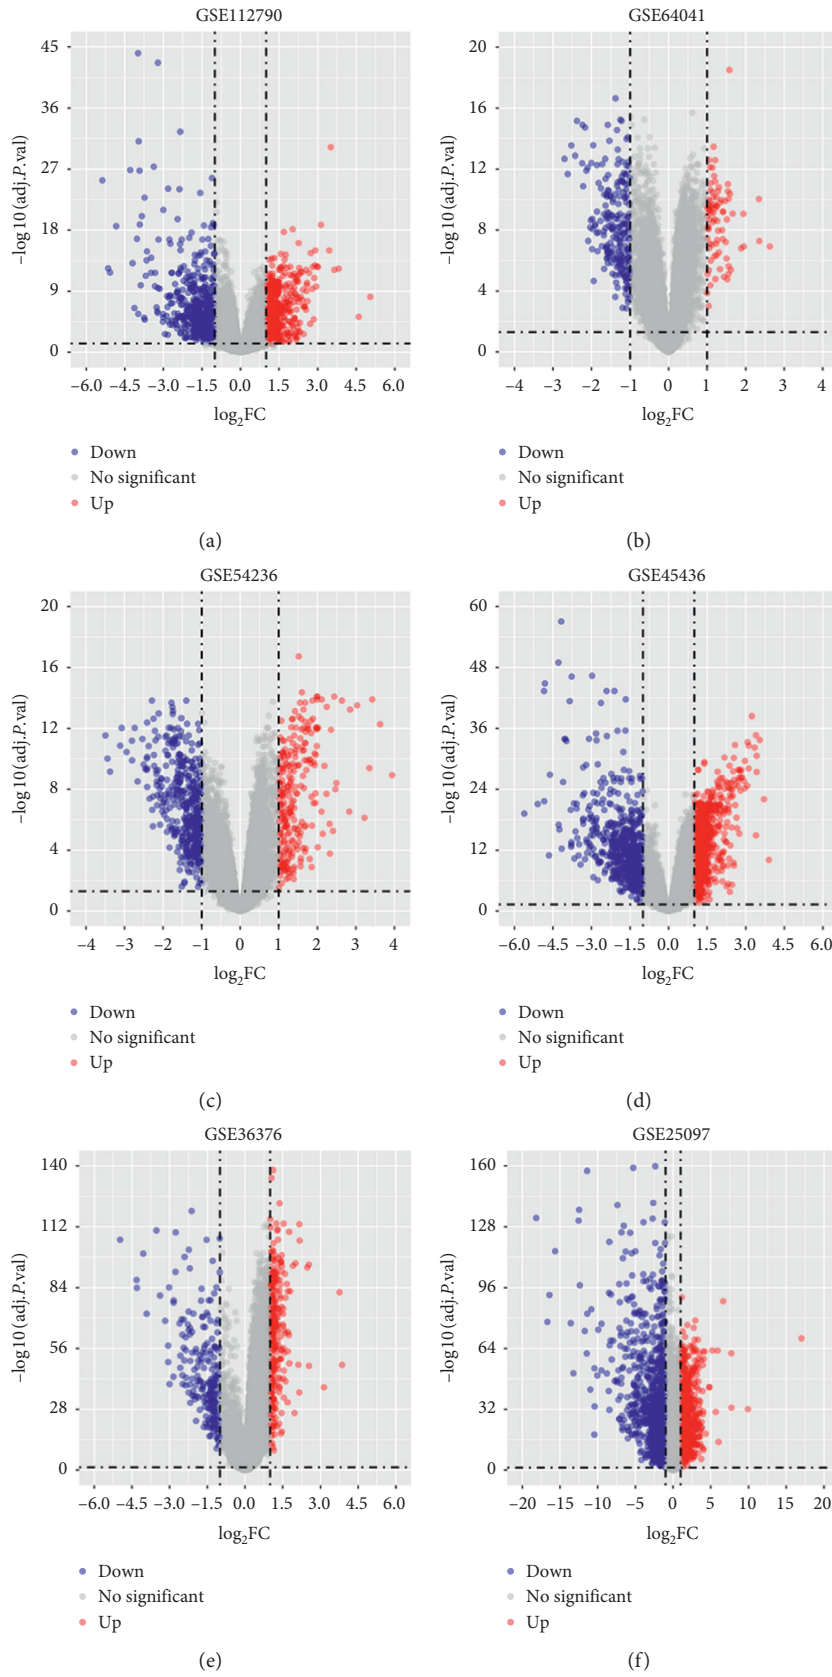 GSE112790
45
36
27
18
9
0
−log10 (adj.P.val)
−6.0 −4.5 −3.0 −1.5 0.0 1.5 3.0 4.5 6.0
log₂FC
Down
No significant
Up
(a)
GSE64041
20
16
12
8
4
0
−log10 (adj.P.val)
−4 −3 −2 −1 0 1 2 3 4
log₂FC
Down
No significant
Up
(b)
GSE54236
20
16
12
8
4
0
−log10 (adj.P.val)
−4 −3 −2 −1 0 1 2 3 4
log₂FC
Down
No significant
Up
(c)
GSE45436
60
48
36
24
12
0
−log10 (adj.P.val)
−6.0 −4.5 −3.0 −1.5 0.0 1.5 3.0 4.5 6.0
log₂FC
Down
No significant
Up
(d)
GSE36376
140
112
84
56
28
0
−log10 (adj.P.val)
−6.0 −4.5 −3.0 −1.5 0.0 1.5 3.0 4.5 6.0
log₂FC
Down
No significant
Up
(e)
GSE25097
160
128
96
64
32
0
−log10 (adj.P.val)
−20 −15 −10 −5 0 5 10 15 20
log₂FC
Down
No significant
Up
(f)